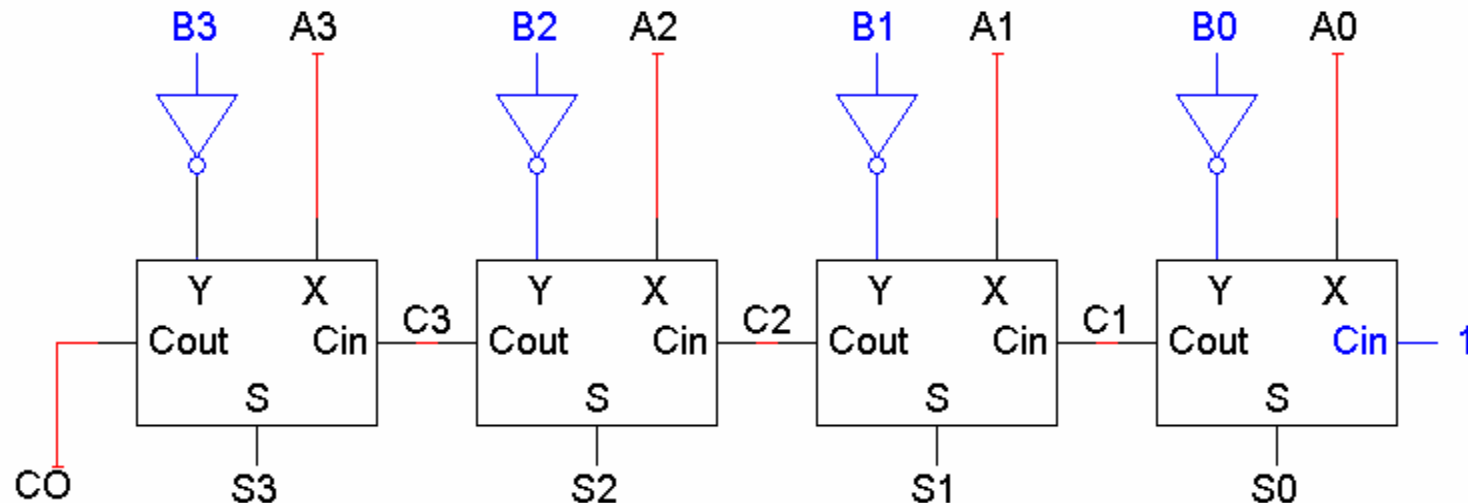 B3 A3 B2 A2 B1 A1 B0 A0
Y X Y X Y X Y X
C3 C2 C1
Cout Cin Cout Cin Cout Cin Cout Cin 1
S S S S
CO S3 S2 S1 S0